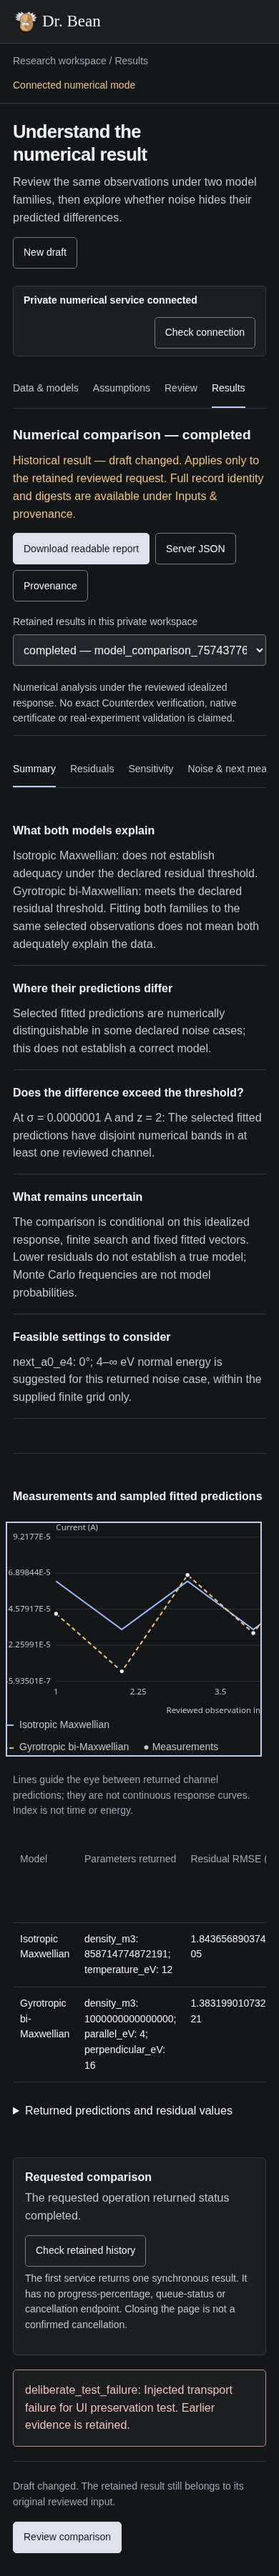 Dr. Bean
Research workspace / Results
Connected numerical mode
Understand the
numerical result
Review the same observations under two model
families, then explore whether noise hides their
predicted differences.
New draft
Private numerical service connected
Check connection
Data & models Assumptions Review Results
Numerical comparison — completed
Historical result — draft changed. Applies only to
the retained reviewed request. Full record identity
and digests are available under Inputs &
provenance.
Download readable report Server JSON
Provenance
Retained results in this private workspace
completed — model_comparison_75743776
Numerical analysis under the reviewed idealized
response. No exact Counterdex verification, native
certificate or real-experiment validation is claimed.
Summary Residuals Sensitivity Noise & next mea
What both models explain
Isotropic Maxwellian: does not establish
adequacy under the declared residual threshold.
Gyrotropic bi-Maxwellian: meets the declared
residual threshold. Fitting both families to the
same selected observations does not mean both
adequately explain the data.
Where their predictions differ
Selected fitted predictions are numerically
distinguishable in some declared noise cases;
this does not establish a correct model.
Does the difference exceed the threshold?
At σ = 0.0000001 A and z = 2: The selected fitted
predictions have disjoint numerical bands in at
least one reviewed channel.
What remains uncertain
The comparison is conditional on this idealized
response, finite search and fixed fitted vectors.
Lower residuals do not establish a true model;
Monte Carlo frequencies are not model
probabilities.
Feasible settings to consider
next_a0_e4: 0°; 4–∞ eV normal energy is
suggested for this returned noise case, within the
supplied finite grid only.
Measurements and sampled fitted predictions
Current (A)
9.2177E-5
6.89844E-5
4.57917E-5
2.25991E-5
5.93501E-7
1 2.25 3.5
Reviewed observation in
Isotropic Maxwellian
Gyrotropic bi-Maxwellian Measurements
Lines guide the eye between returned channel
predictions; they are not continuous response curves.
Index is not time or energy.
Model Parameters returned Residual RMSE (
Isotropic density_m3: 1.843656890374
Maxwellian 858714774872191; 05
temperature_eV: 12
Gyrotropic density_m3: 1.383199010732
bi- 1000000000000000; 21
Maxwellian parallel_eV: 4;
perpendicular_eV:
16
Returned predictions and residual values
Requested comparison
The requested operation returned status
completed.
Check retained history
The first service returns one synchronous result. It
has no progress-percentage, queue-status or
cancellation endpoint. Closing the page is not a
confirmed cancellation.
deliberate_test_failure: Injected transport
failure for UI preservation test. Earlier
evidence is retained.
Draft changed. The retained result still belongs to its
original reviewed input.
Review comparison